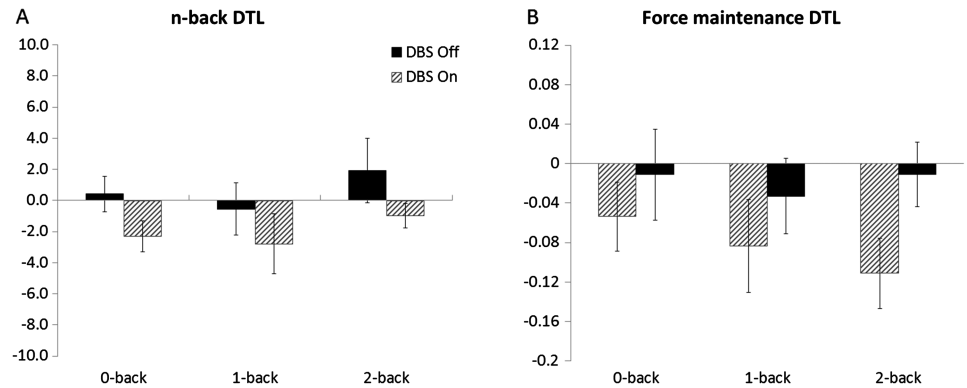 A
n-back DTL
10.0
8.0
6.0
4.0
2.0
0.0
-2.0
-4.0
-6.0
-8.0
-10.0
DBS Off
DBS On
0-back
1-back
2-back
B
Force maintenance DTL
0.12
0.08
0.04
0
-0.04
-0.08
-0.12
-0.16
-0.2
0-back
1-back
2-back